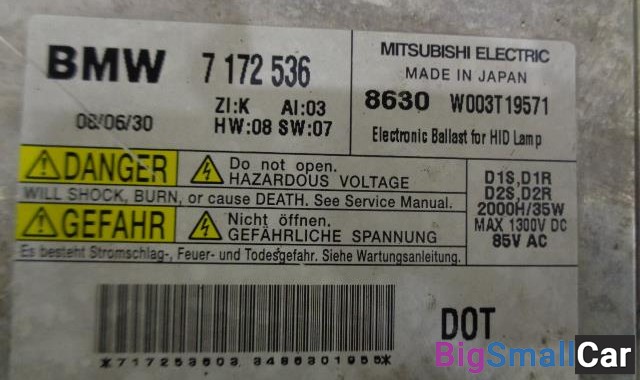 BMW 7 172 536
ZI:K AI:03
08/06/30 HW:08 SW:07
MITSUBISHI ELECTRIC
MADE IN JAPAN
8630 W003T19571
Electronic Ballast for HID Lamp
DANGER Do not open.
HAZARDOUS VOLTAGE
WILL SHOCK, BURN, or cause DEATH. See Service Manual.
GEFAHR Nicht öffnen.
GEFÄHRLICHE SPANNUNG
Es besteht Stromschlag-, Feuer- und Todesgefahr. Siehe Wartungsanleitung.
D1S, D1R
D2S, D2R
2000H/35W
MAX 1300V DC
85V AC
DOT
BigSmallCar